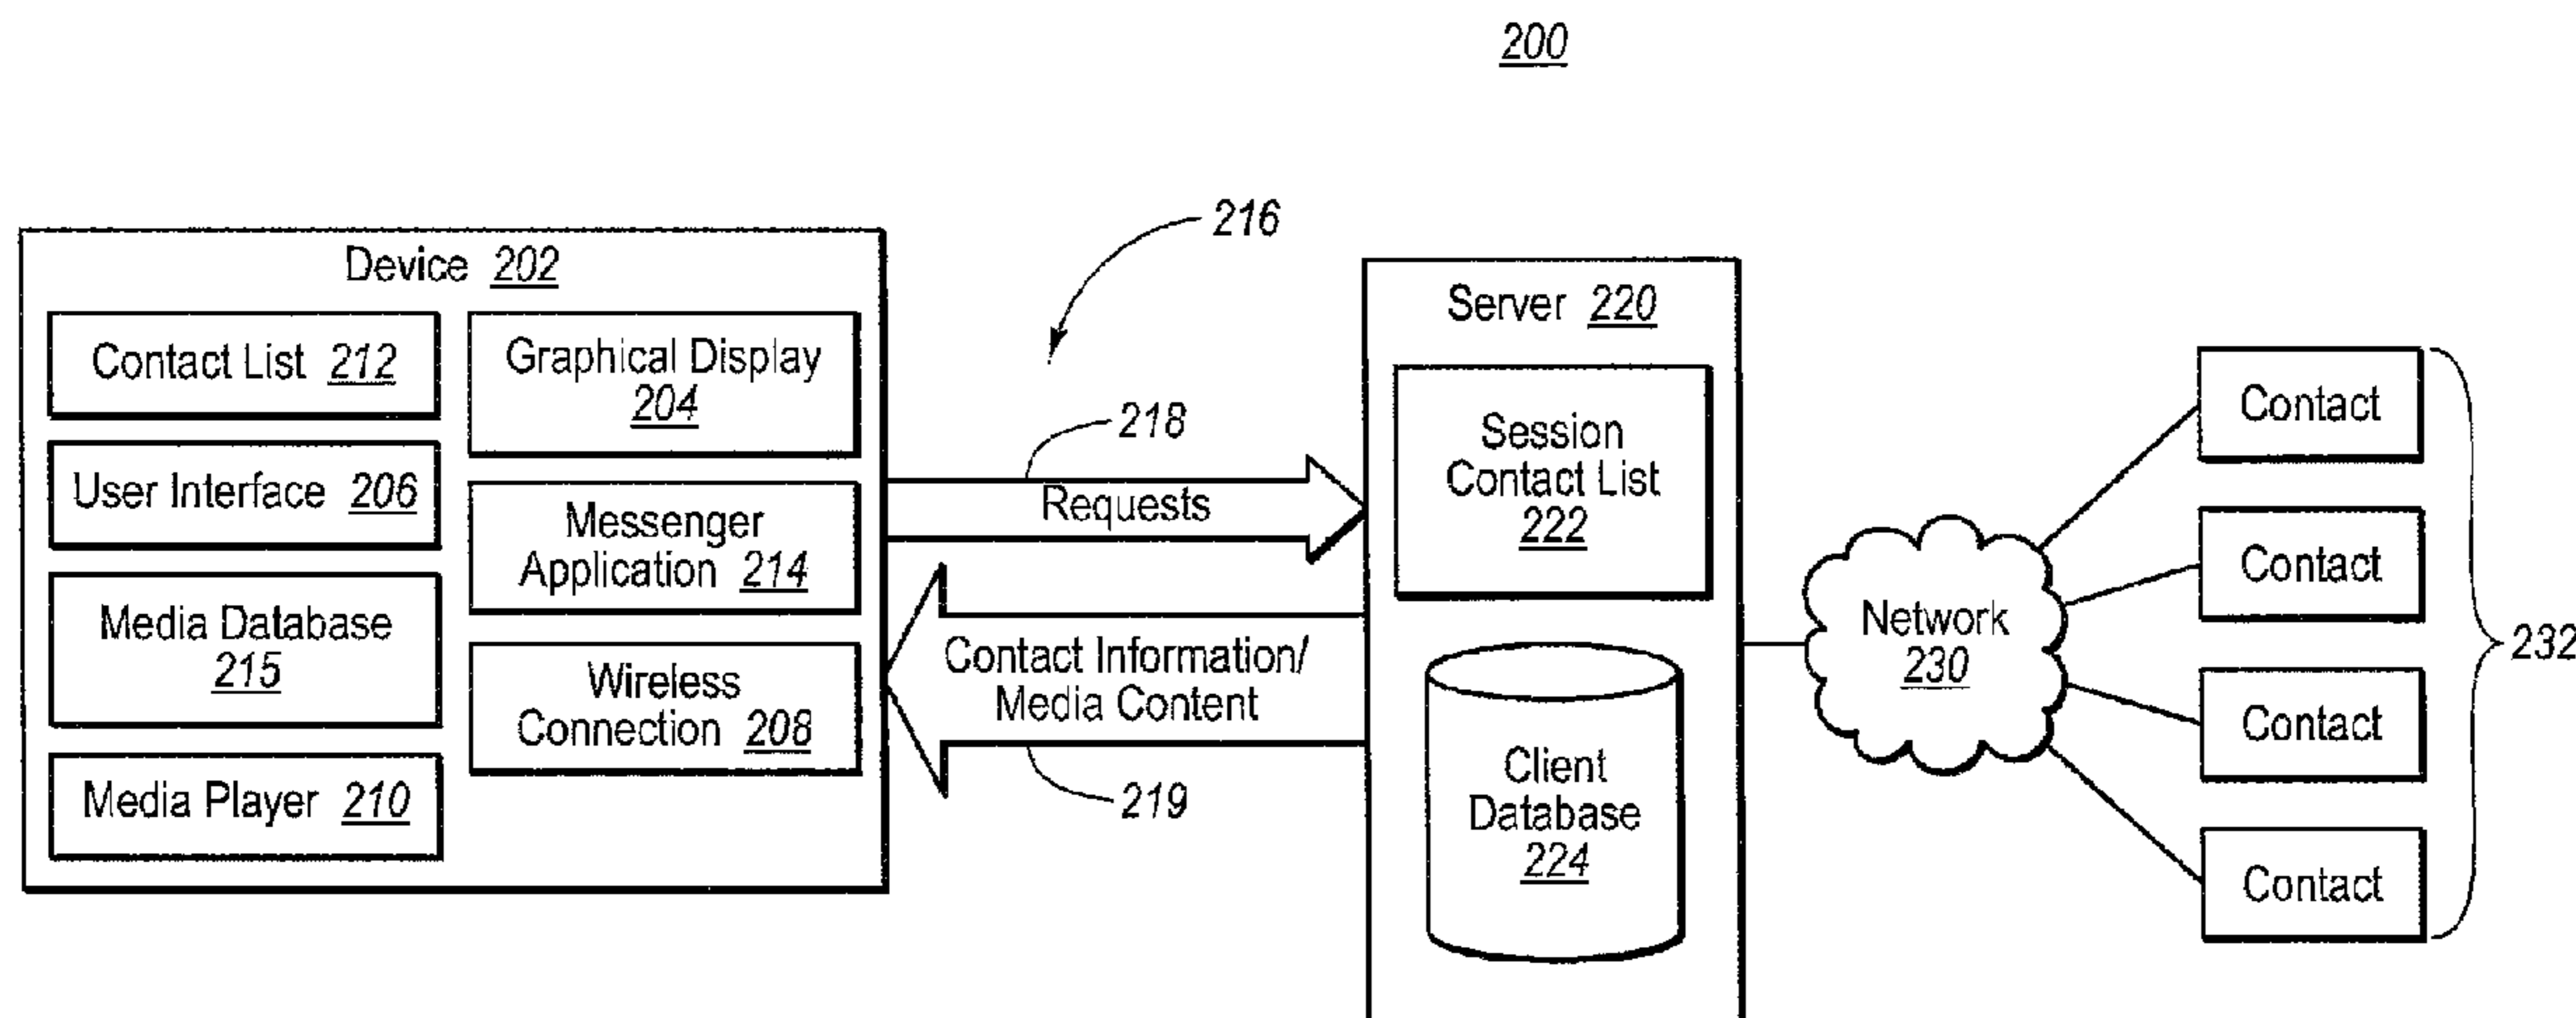 200
216
Device 202
Contact List 212
Graphical Display
204
User Interface 206
Messenger
Application 214
Media Database
215
Wireless
Connection 208
Media Player 210
218
Requests
Contact Information/
Media Content
219
Server 220
Session
Contact List
222
Client
Database
224
Network
230
Contact
Contact
Contact
Contact
232